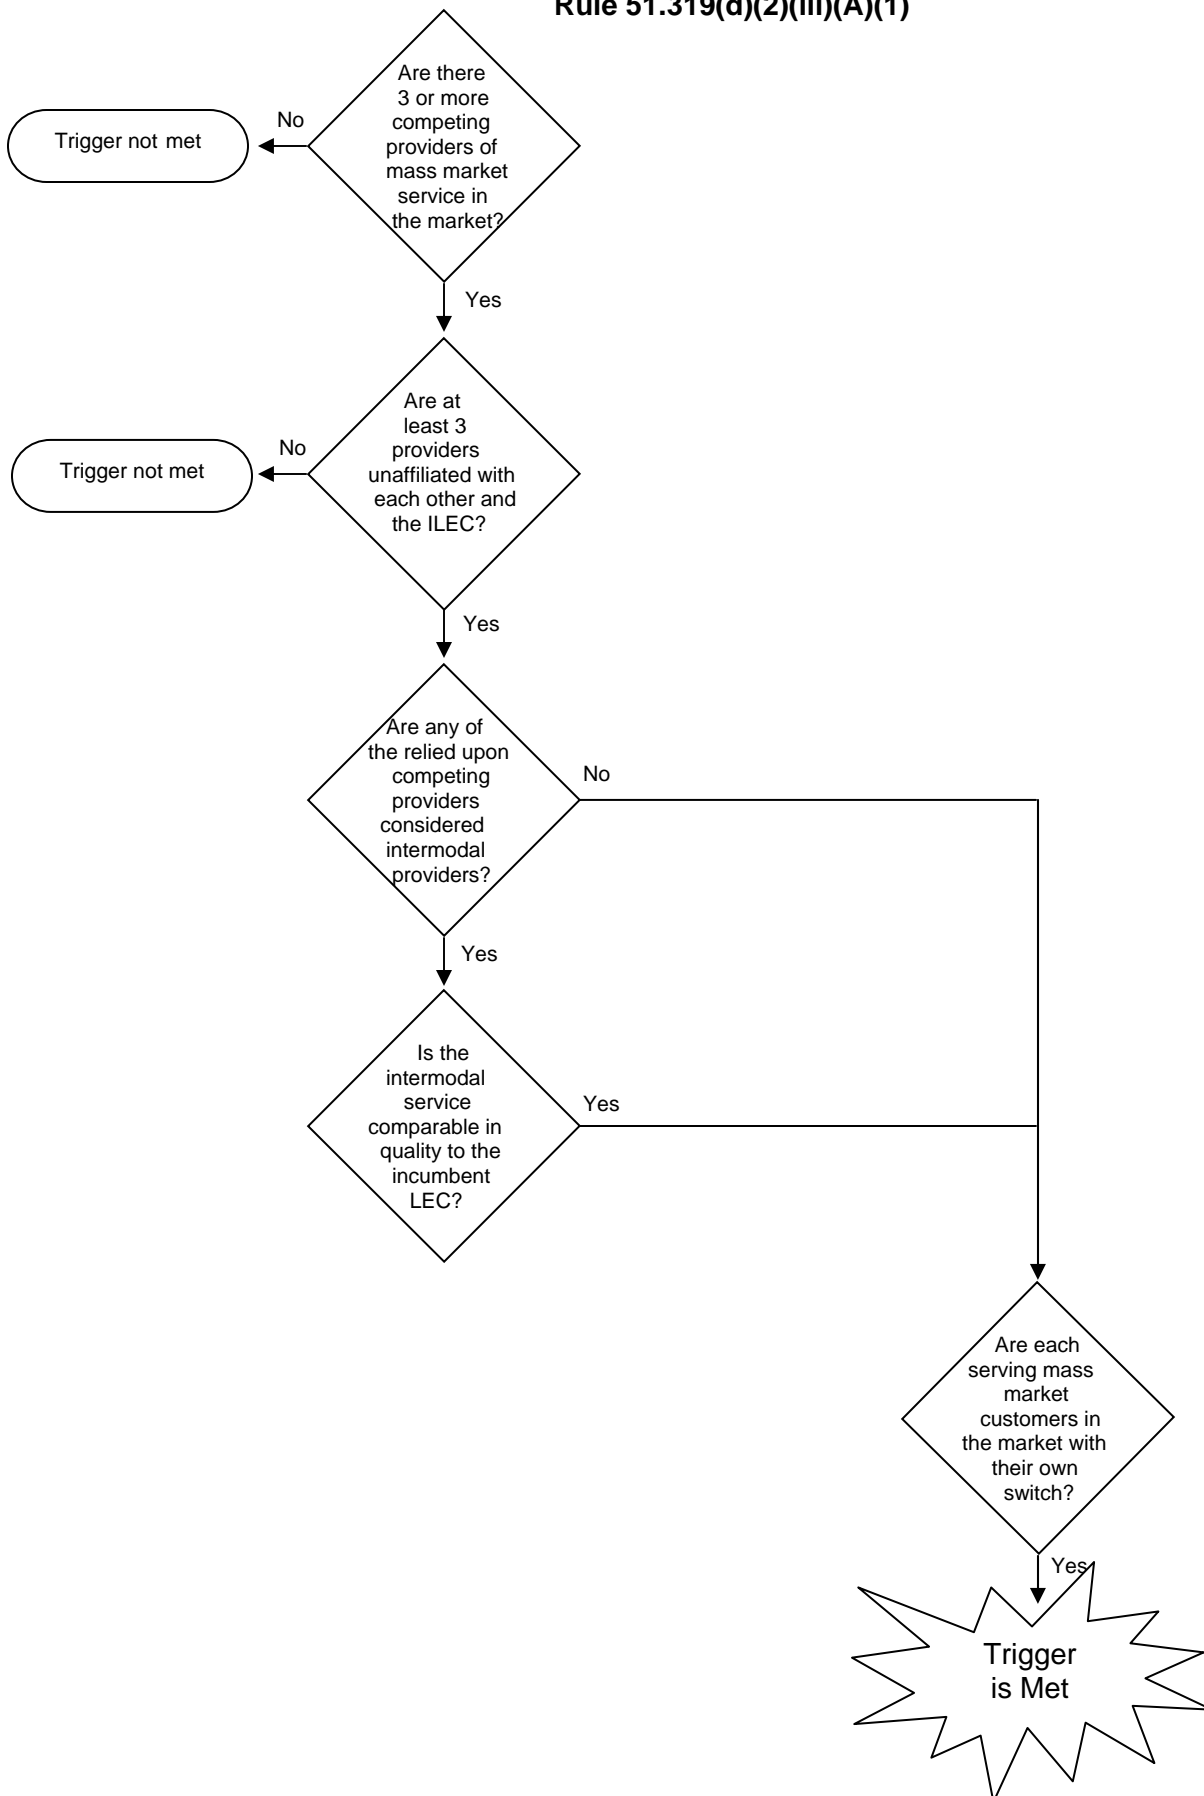 Rule 51.319(d)(2)(iii)(A)(1)
Are there
3 or more
competing
providers of
mass market
service in
the market?
No
Trigger not met
Yes
Are at
least 3
providers
unaffiliated with
each other and
the ILEC?
No
Trigger not met
Yes
Are any of
the relied upon
competing
providers
considered
intermodal
providers?
No
Yes
Is the
intermodal
service
comparable in
quality to the
incumbent
LEC?
Yes
Are each
serving mass
market
customers in
the market with
their own
switch?
Yes
Trigger
is Met